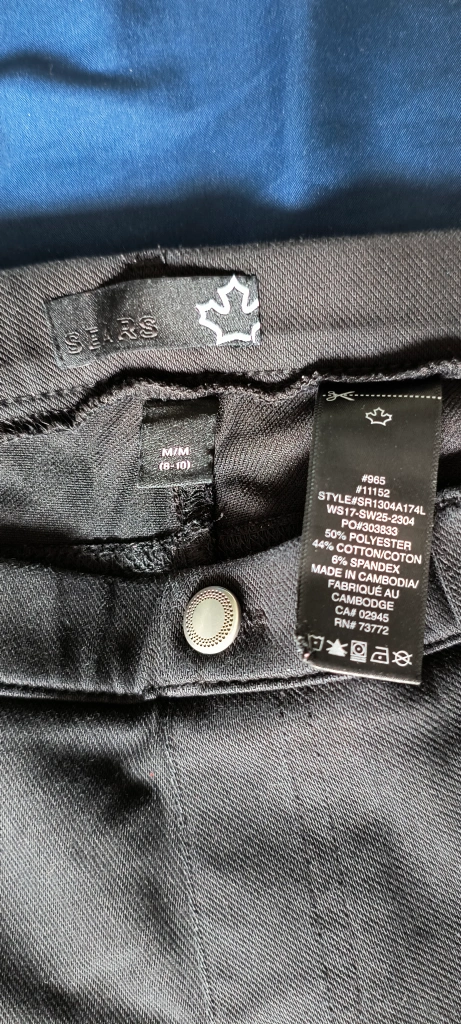 SEARS
M/M
(8-10)
#965
#11152
STYLE#SR1304A174L
WS17-SW25-2304
PO#303833
50% POLYESTER
44% COTTON/COTON
6% SPANDEX
MADE IN CAMBODIA/
FABRIQUÉ AU
CAMBODGE
CA# 02945
RN# 73772